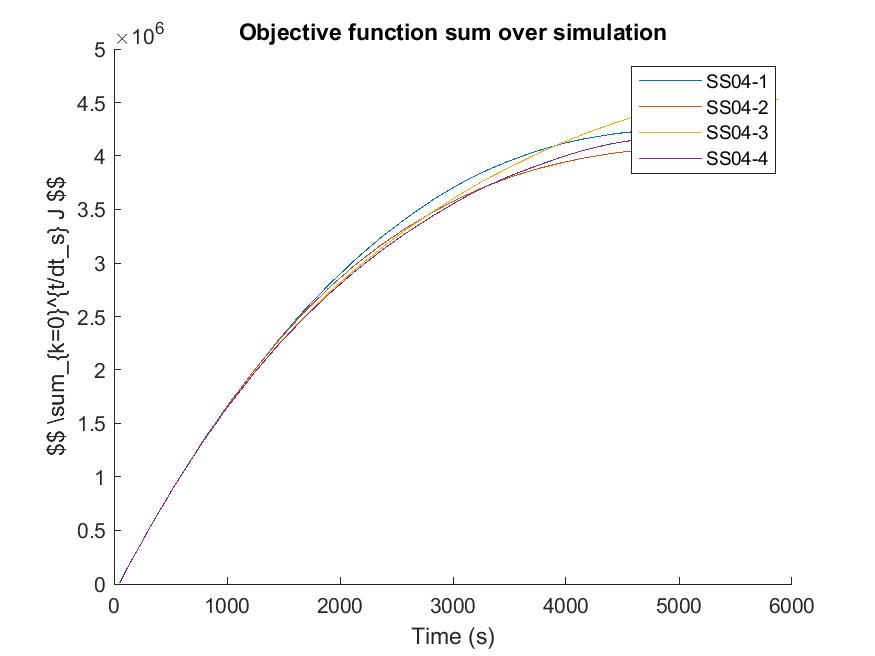 Objective function sum over simulation
×10^6
5
4.5
4
3.5
3
2.5
2
1.5
1
0.5
0
$$ \sum_{k=0}^{t/dt_s} J $$
SS04-1
SS04-2
SS04-3
SS04-4
0 1000 2000 3000 4000 5000 6000
Time (s)